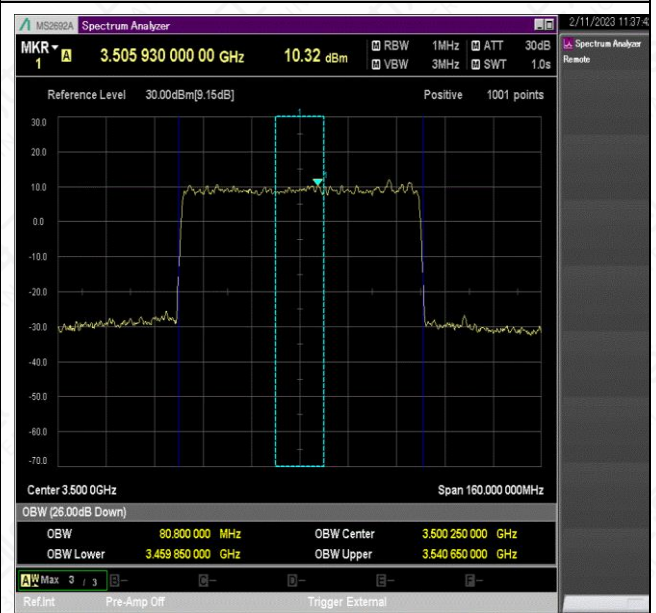 MS2692A Spectrum Analyzer
2/11/2023 11:37:4
MKR 1 A 3.505 930 000 00 GHz 10.32 dBm
M RBW 1MHz M ATT 30dB
M VBW 3MHz M SWT 1.0s
Spectrum Analyzer
Remote
Reference Level 30.00dBm[9.15dB] Positive 1001 points
1
30.0
20.0
10.0
0.0
-10.0
-20.0
-30.0
-40.0
-50.0
-60.0
-70.0
Center 3.500 0GHz Span 160.000 000MHz
OBW (26.00dB Down)
OBW 80.800 000 MHz OBW Center 3.500 250 000 GHz
OBW Lower 3.459 850 000 GHz OBW Upper 3.540 650 000 GHz
A W Max 3 / 3 B- C- D- E- F-
Ref.Int Pre-Amp Off Trigger External